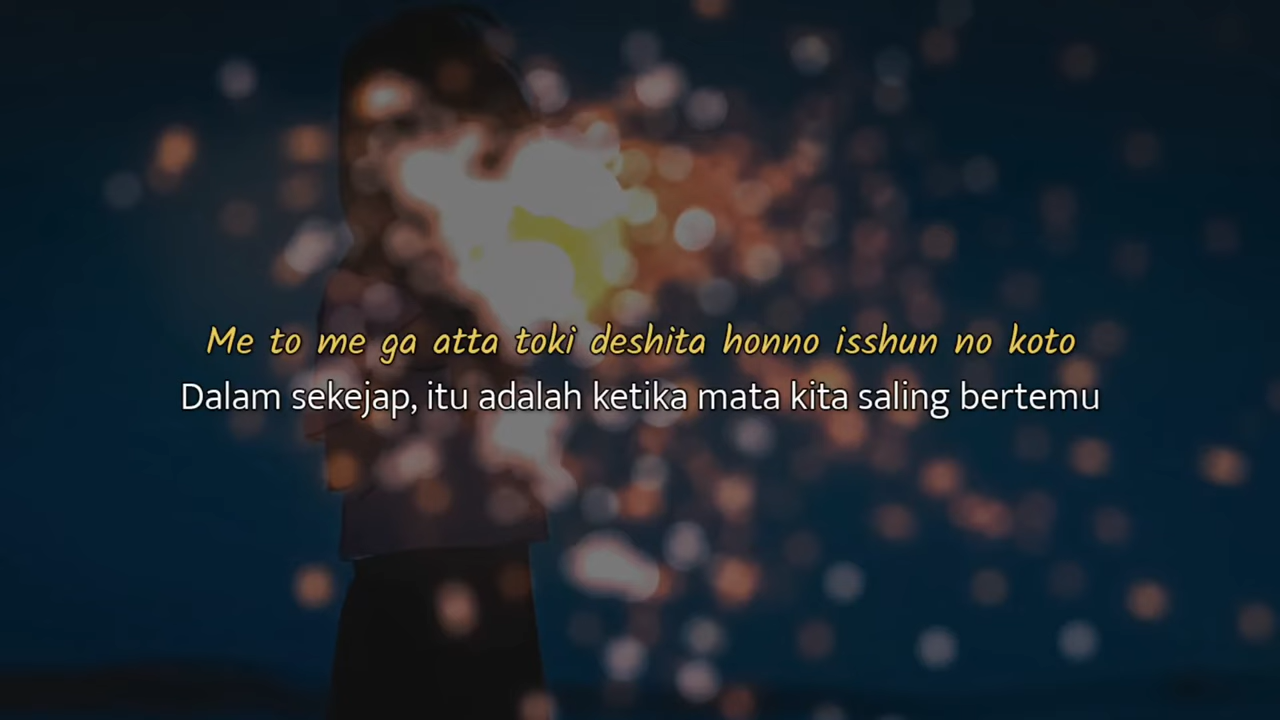 Me to me ga atta toki deshita honno isshun no koto
Dalam sekejap, itu adalah ketika mata kita saling bertemu